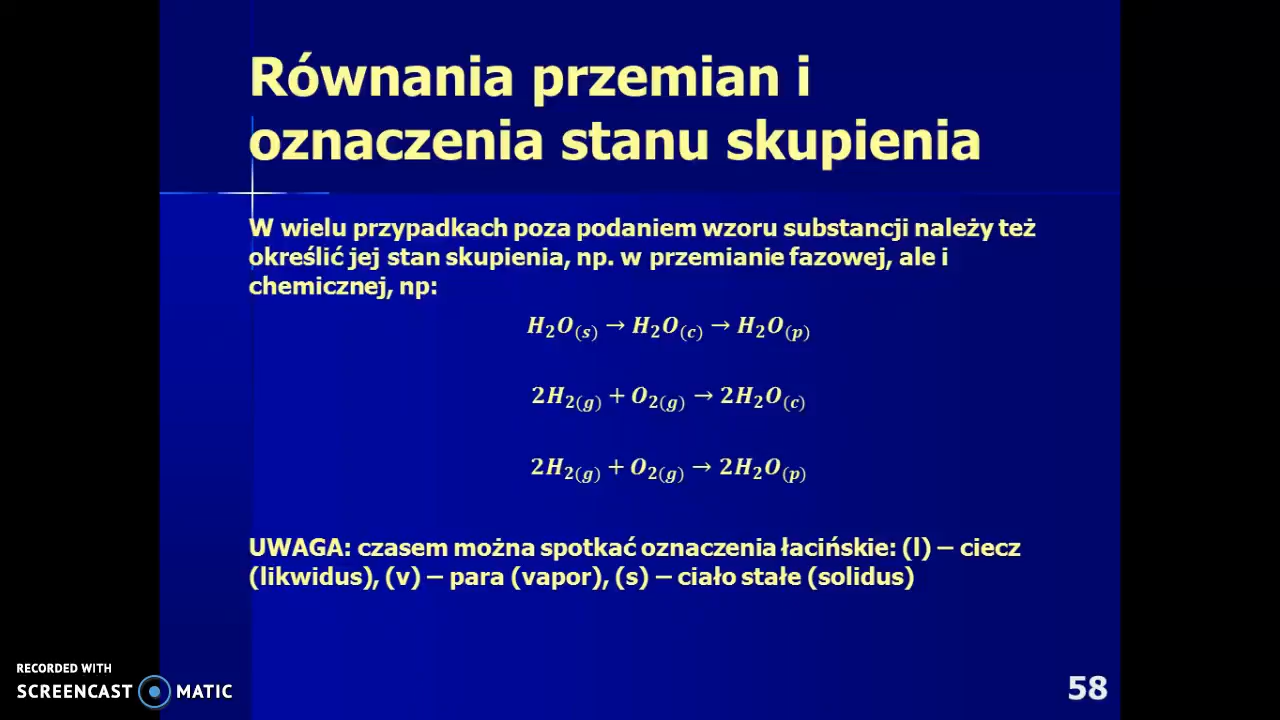 Równania przemian i
oznaczenia stanu skupienia
W wielu przypadkach poza podaniem wzoru substancji należy też
określić jej stan skupienia, np. w przemianie fazowej, ale i
chemicznej, np:
H₂O₍s₎ → H₂O₍c₎ → H₂O₍p₎
2H₂₍g₎ + O₂₍g₎ → 2H₂O₍c₎
2H₂₍g₎ + O₂₍g₎ → 2H₂O₍p₎
UWAGA: czasem można spotkać oznaczenia łacińskie: (l) – ciecz
(likwidus), (v) – para (vapor), (s) – ciało stałe (solidus)
RECORDED WITH
SCREENCAST MATIC
58